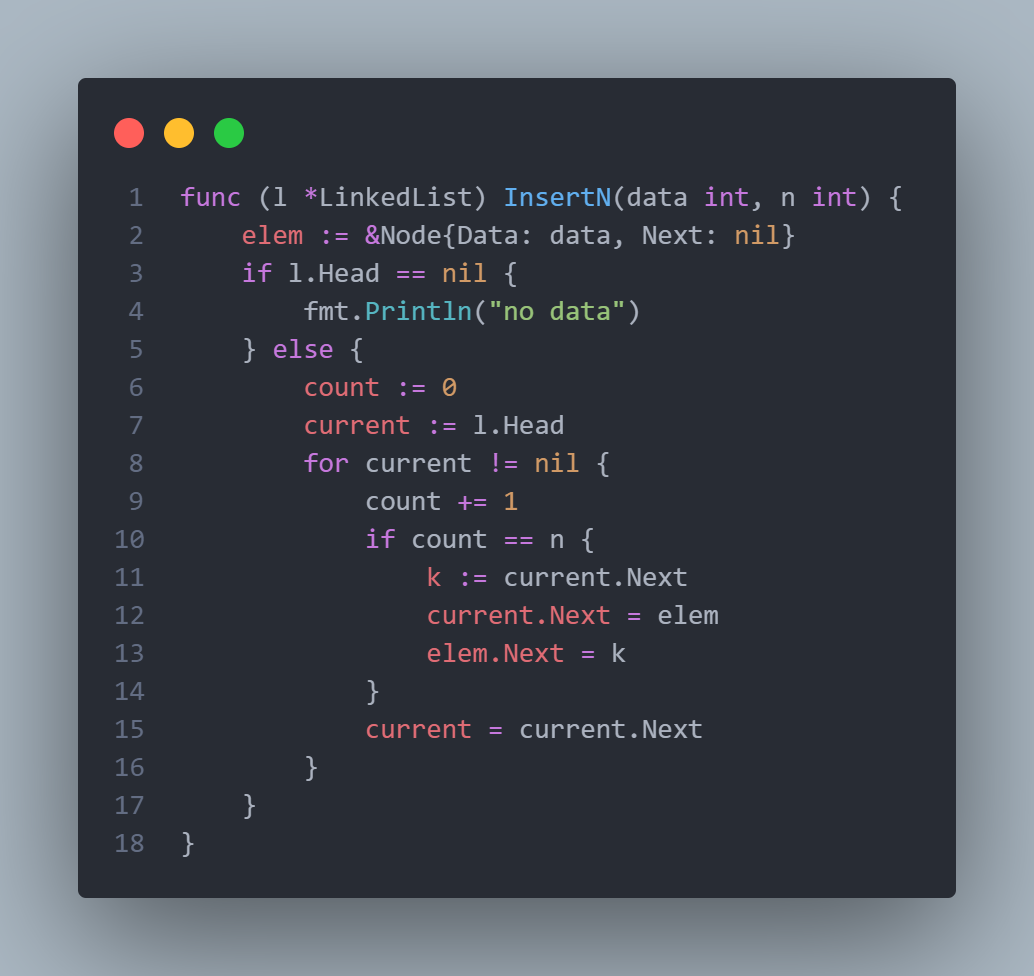 1 func (l *LinkedList) InsertN(data int, n int) {
2     elem := &Node{Data: data, Next: nil}
3     if l.Head == nil {
4         fmt.Println("no data")
5     } else {
6         count := 0
7         current := l.Head
8         for current != nil {
9             count += 1
10             if count == n {
11                 k := current.Next
12                 current.Next = elem
13                 elem.Next = k
14             }
15             current = current.Next
16         }
17     }
18 }